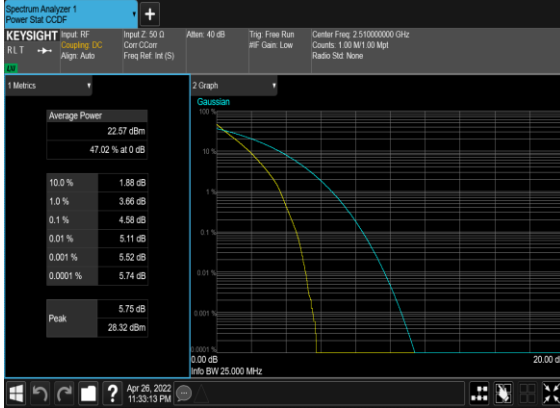 Spectrum Analyzer 1
Power Stat CCDF
+
KEYSIGHT
RLT
LU
Input: RF
Coupling: DC
Align: Auto
Input Z: 50 Ω
Corr CCorr
Freq Ref: Int (S)
Atten: 40 dB
Trig: Free Run
#IF Gain: Low
Center Freq: 2.510000000 GHz
Counts: 1.00 M/1.00 Mpt
Radio Std: None
1 Metrics
Average Power
22.57 dBm
47.02 % at 0 dB
10.0 % 1.88 dB
1.0 % 3.66 dB
0.1 % 4.58 dB
0.01 % 5.11 dB
0.001 % 5.52 dB
0.0001 % 5.74 dB
Peak
5.75 dB
28.32 dBm
2 Graph
Gaussian
100 %
10 %
1 %
0.1 %
0.01 %
0.001 %
0.0001 %
0.00 dB
20.00 d
Info BW 25.000 MHz
?
Apr 26, 2022
11:33:13 PM